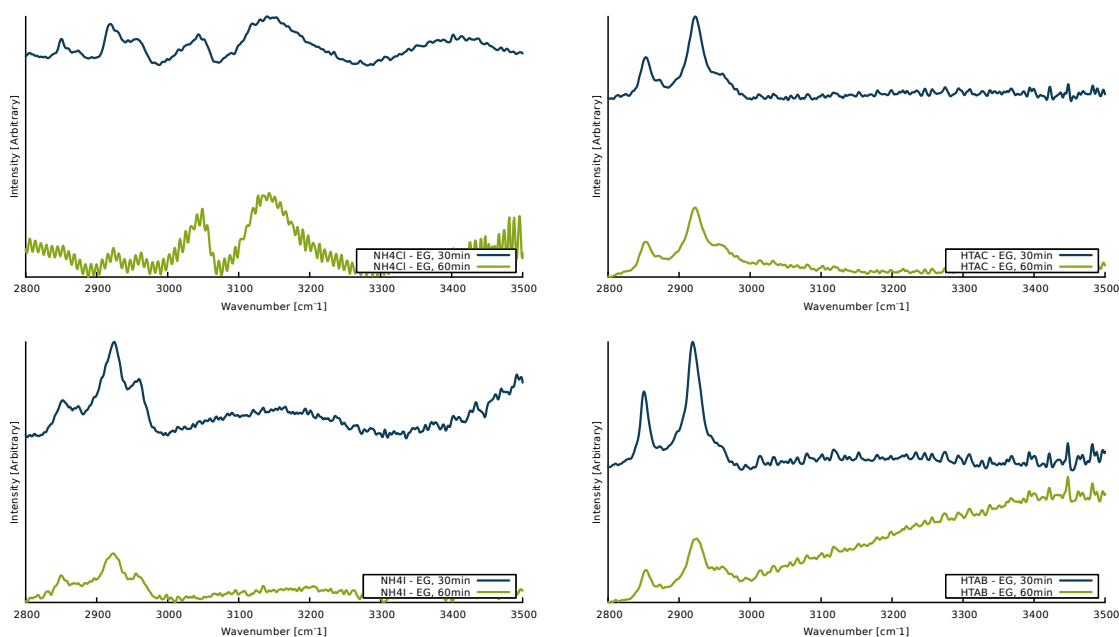 Intensity [Arbitrary]
NH4Cl - EG, 30min
NH4Cl - EG, 60min
2800 2900 3000 3100 3200 3300 3400 3500
Wavenumber [cm⁻1]
Intensity [Arbitrary]
HTAC - EG, 30min
HTAC - EG, 60min
2800 2900 3000 3100 3200 3300 3400 3500
Wavenumber [cm⁻1]
Intensity [Arbitrary]
NH4I - EG, 30min
NH4I - EG, 60min
2800 2900 3000 3100 3200 3300 3400 3500
Wavenumber [cm⁻1]
Intensity [Arbitrary]
HTAB - EG, 30min
HTAB - EG, 60min
2800 2900 3000 3100 3200 3300 3400 3500
Wavenumber [cm⁻1]